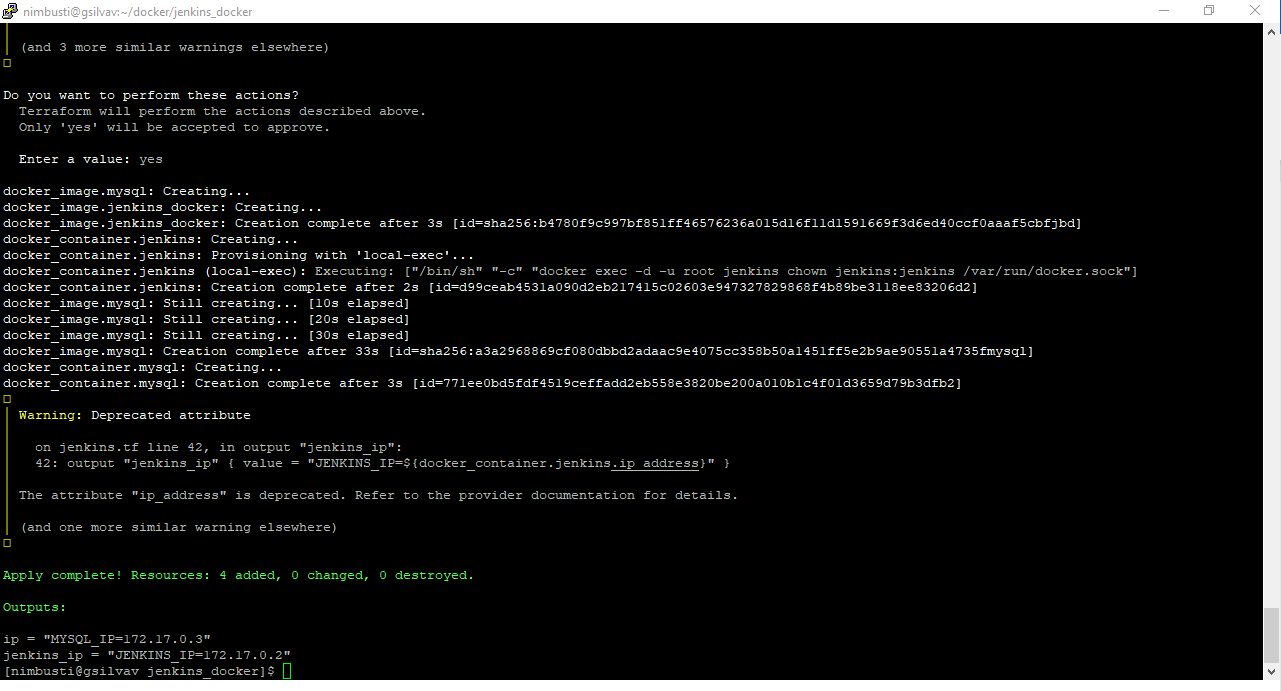 nimbusti@gsilvav:~/docker/jenkins_docker
(and 3 more similar warnings elsewhere)
Do you want to perform these actions?
Terraform will perform the actions described above.
Only 'yes' will be accepted to approve.
Enter a value: yes
docker_image.mysql: Creating...
docker_image.jenkins_docker: Creating...
docker_image.jenkins_docker: Creation complete after 3s [id=sha256:b4780f9c997bf851ff46576236a015d16f11d1591669f3d6ed40ccf0aaaf5cbfjbd]
docker_container.jenkins: Creating...
docker_container.jenkins: Provisioning with 'local-exec'...
docker_container.jenkins (local-exec): Executing: ["/bin/sh" "-c" "docker exec -d -u root jenkins chown jenkins:jenkins /var/run/docker.sock"]
docker_container.jenkins: Creation complete after 2s [id=d99ceab4531a090d2eb217415c02603e947327829868f4b89be3118ee83206d2]
docker_image.mysql: Still creating... [10s elapsed]
docker_image.mysql: Still creating... [20s elapsed]
docker_image.mysql: Still creating... [30s elapsed]
docker_image.mysql: Creation complete after 33s [id=sha256:a3a2968869cf080dbbd2adaac9e4075cc358b50a1451ff5e2b9ae90551a4735fmysql]
docker_container.mysql: Creating...
docker_container.mysql: Creation complete after 3s [id=771ee0bd5fdf4519ceffadd2eb558e3820be200a010b1c4f01d3659d79b3dfb2]
Warning: Deprecated attribute
on jenkins.tf line 42, in output "jenkins_ip":
42: output "jenkins_ip" { value = "JENKINS_IP=${docker_container.jenkins.ip_address}" }
The attribute "ip_address" is deprecated. Refer to the provider documentation for details.
(and one more similar warning elsewhere)
Apply complete! Resources: 4 added, 0 changed, 0 destroyed.
Outputs:
ip = "MYSQL_IP=172.17.0.3"
jenkins_ip = "JENKINS_IP=172.17.0.2"
[nimbusti@gsilvav jenkins_docker]$